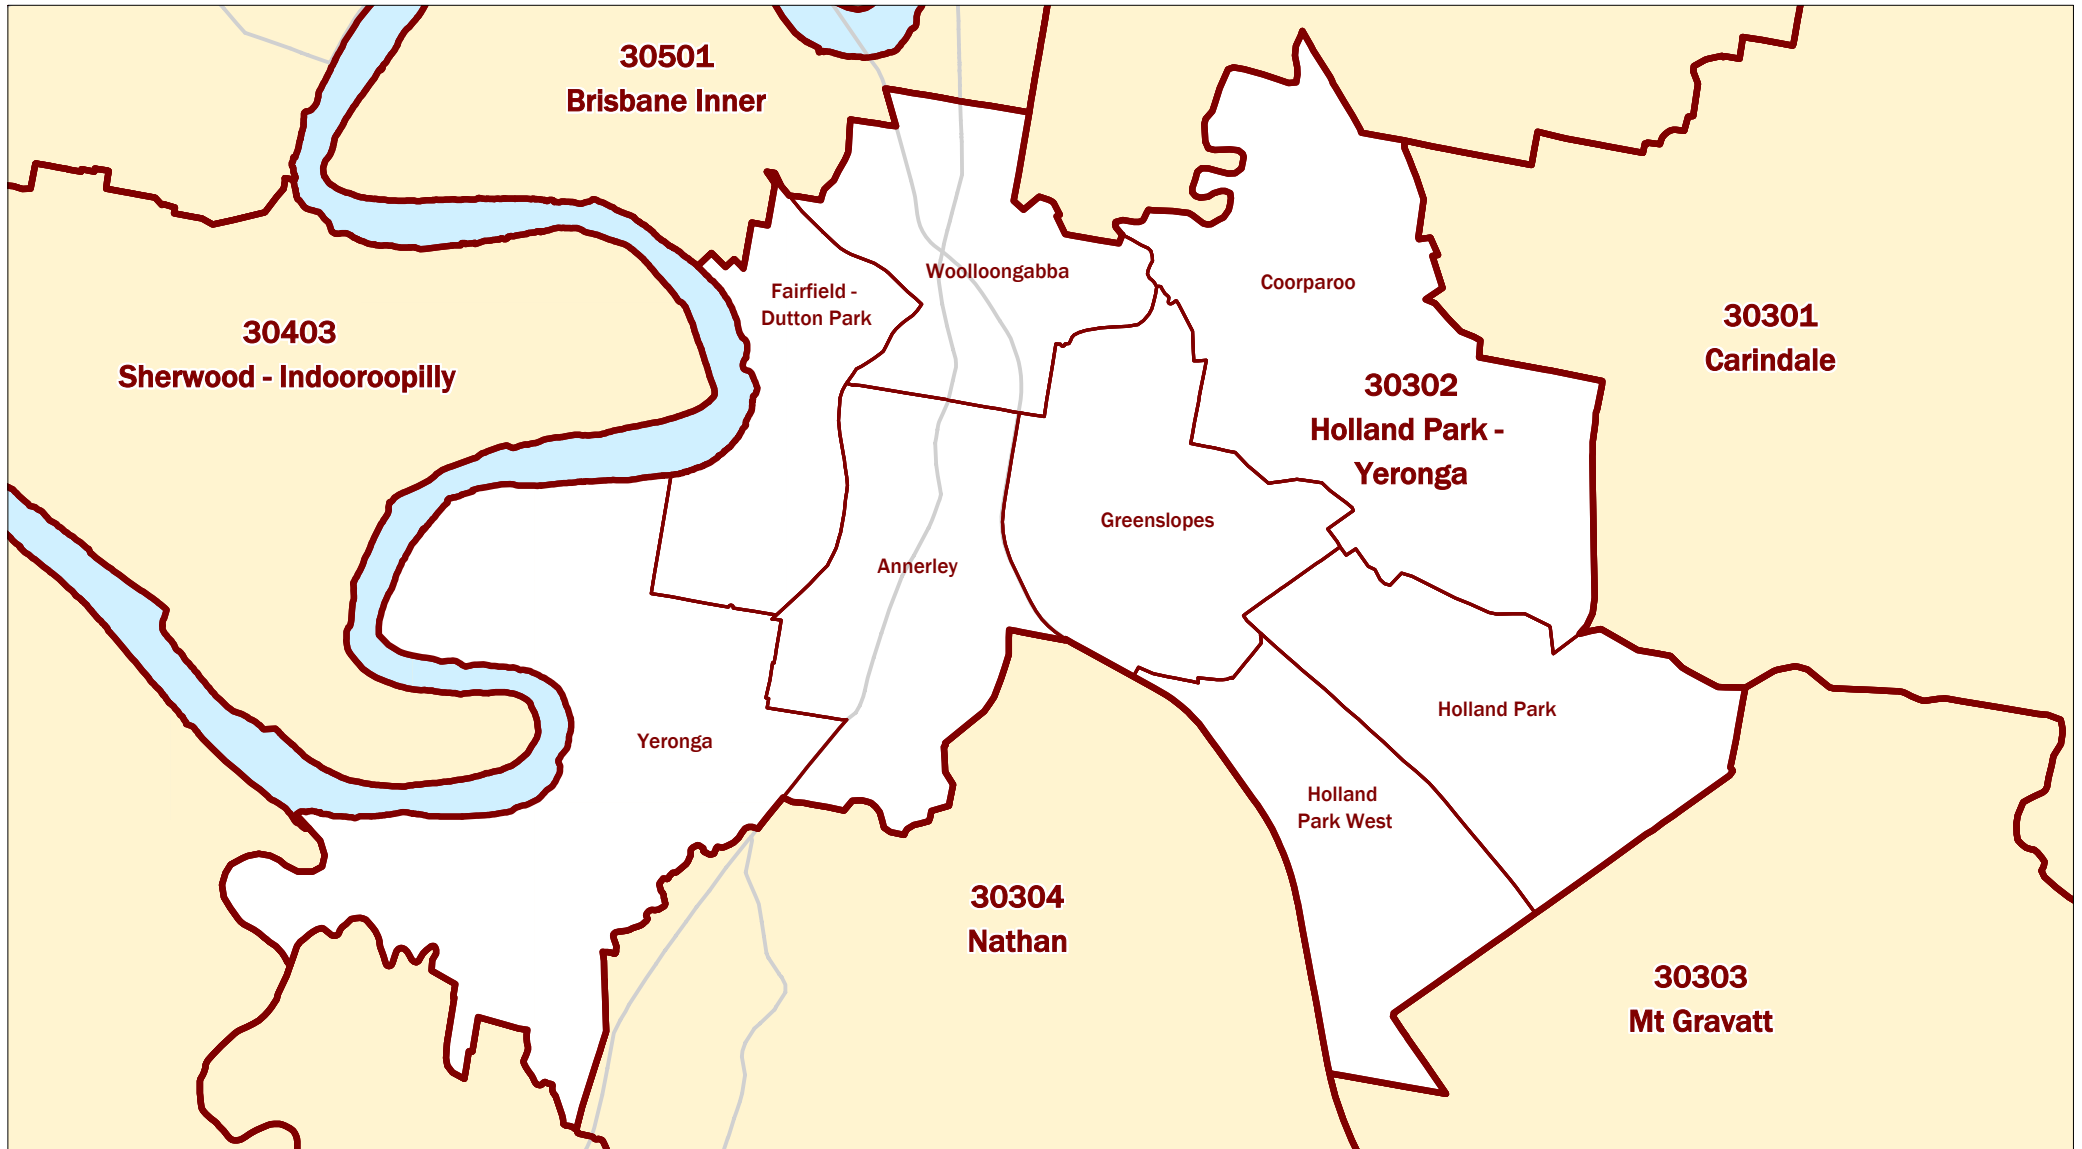 30501
Brisbane Inner
Woolloongabba
Coorparoo
Fairfield -
Dutton Park
30403
Sherwood - Indooroopilly
30301
Carindale
30302
Holland Park -
Yeronga
Greenslopes
Annerley
Holland Park
Yeronga
Holland
Park West
30304
Nathan
30303
Mt Gravatt